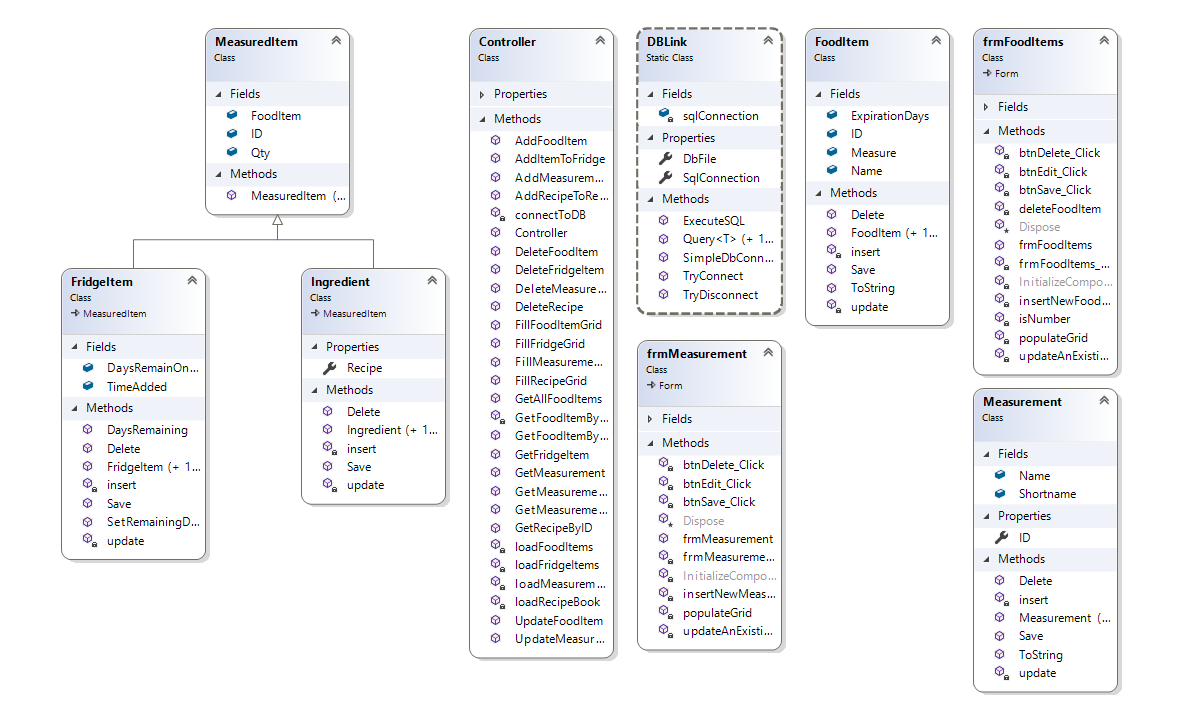 MeasuredItem
Class
Fields
FoodItem
ID
Qty
Methods
MeasuredItem (...
FridgeItem
Class
MeasuredItem
Fields
DaysRemainOn...
TimeAdded
Methods
DaysRemaining
Delete
FridgeItem (+ 1...
insert
Save
SetRemainingD...
update
Ingredient
Class
MeasuredItem
Properties
Recipe
Methods
Delete
Ingredient (+ 1...
insert
Save
update
Controller
Class
Properties
Methods
AddFoodItem
AddItemToFridge
AddMeasurem...
AddRecipeToRe...
connectToDB
Controller
DeleteFoodItem
DeleteFridgeItem
DeleteMeasure...
DeleteRecipe
FillFoodItemGrid
FillFridgeGrid
FillMeasureme...
FillRecipeGrid
GetAllFoodItems
GetFoodItemBy...
GetFoodItemBy...
GetFridgeItem
GetMeasurement
GetMeasureme...
GetMeasureme...
GetRecipeByID
loadFoodItems
loadFridgeItems
loadMeasurem...
loadRecipeBook
UpdateFoodItem
UpdateMeasur...
DBLink
Static Class
Fields
sqlConnection
Properties
DbFile
SqlConnection
Methods
ExecuteSQL
Query<T> (+ 1...
SimpleDbConn...
TryConnect
TryDisconnect
frmMeasurement
Class
Form
Fields
Methods
btnDelete_Click
btnEdit_Click
btnSave_Click
Dispose
frmMeasurement
frmMeasureme...
InitializeCompo...
insertNewMeas...
populateGrid
updateAnExisti...
FoodItem
Class
Fields
ExpirationDays
ID
Measure
Name
Methods
Delete
FoodItem (+ 1...
insert
Save
ToString
update
frmFoodItems
Class
Form
Fields
Methods
btnDelete_Click
btnEdit_Click
btnSave_Click
deleteFoodItem
Dispose
frmFoodItems
frmFoodItems_...
InitializeCompo...
insertNewFood...
isNumber
populateGrid
updateAnExisti...
Measurement
Class
Fields
Name
Shortname
Properties
ID
Methods
Delete
insert
Measurement (...
Save
ToString
update